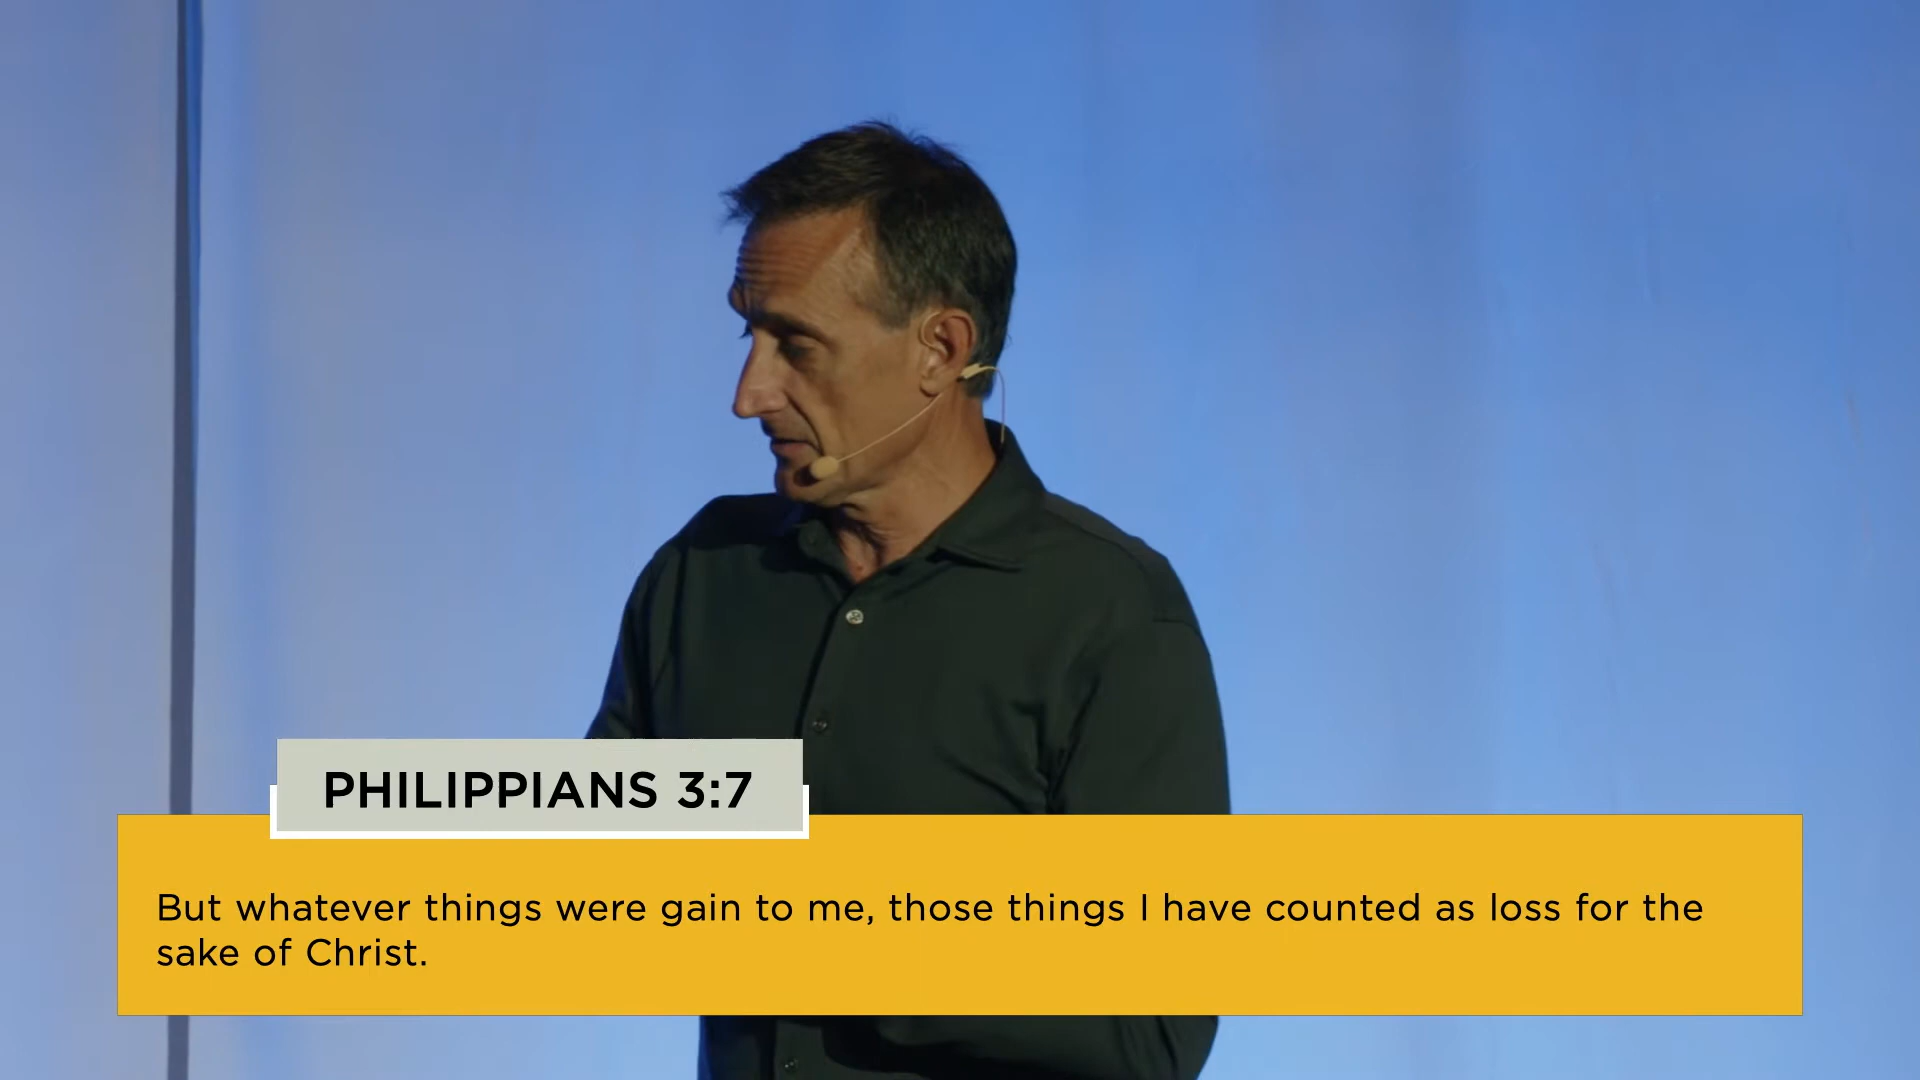 PHILIPPIANS 3:7
But whatever things were gain to me, those things I have counted as loss for the
sake of Christ.